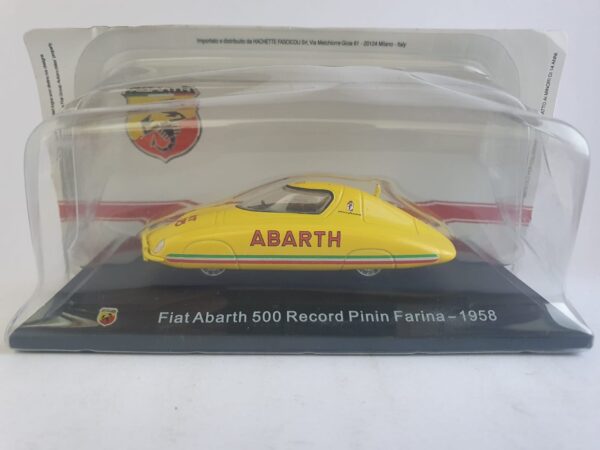 Importato e distribuito da HACHETTE FASCICOLI Srl, Via Melchiorre Gioia 81 - 20124 Milano - Italy
ABARTH
Fiat Abarth 500 Record Pinin Farina – 1958